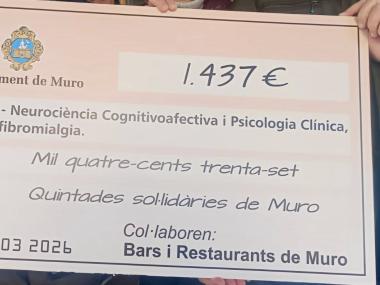 ment de Muro
1.437€
- Neurociència Cognitivoafectiva i Psicologia Clínica,
fibromialgia.
Mil quatre-cents trenta-set
Quintades sol·lidàries de Muro
Col·laboren:
03 2026
Bars i Restaurants de Muro